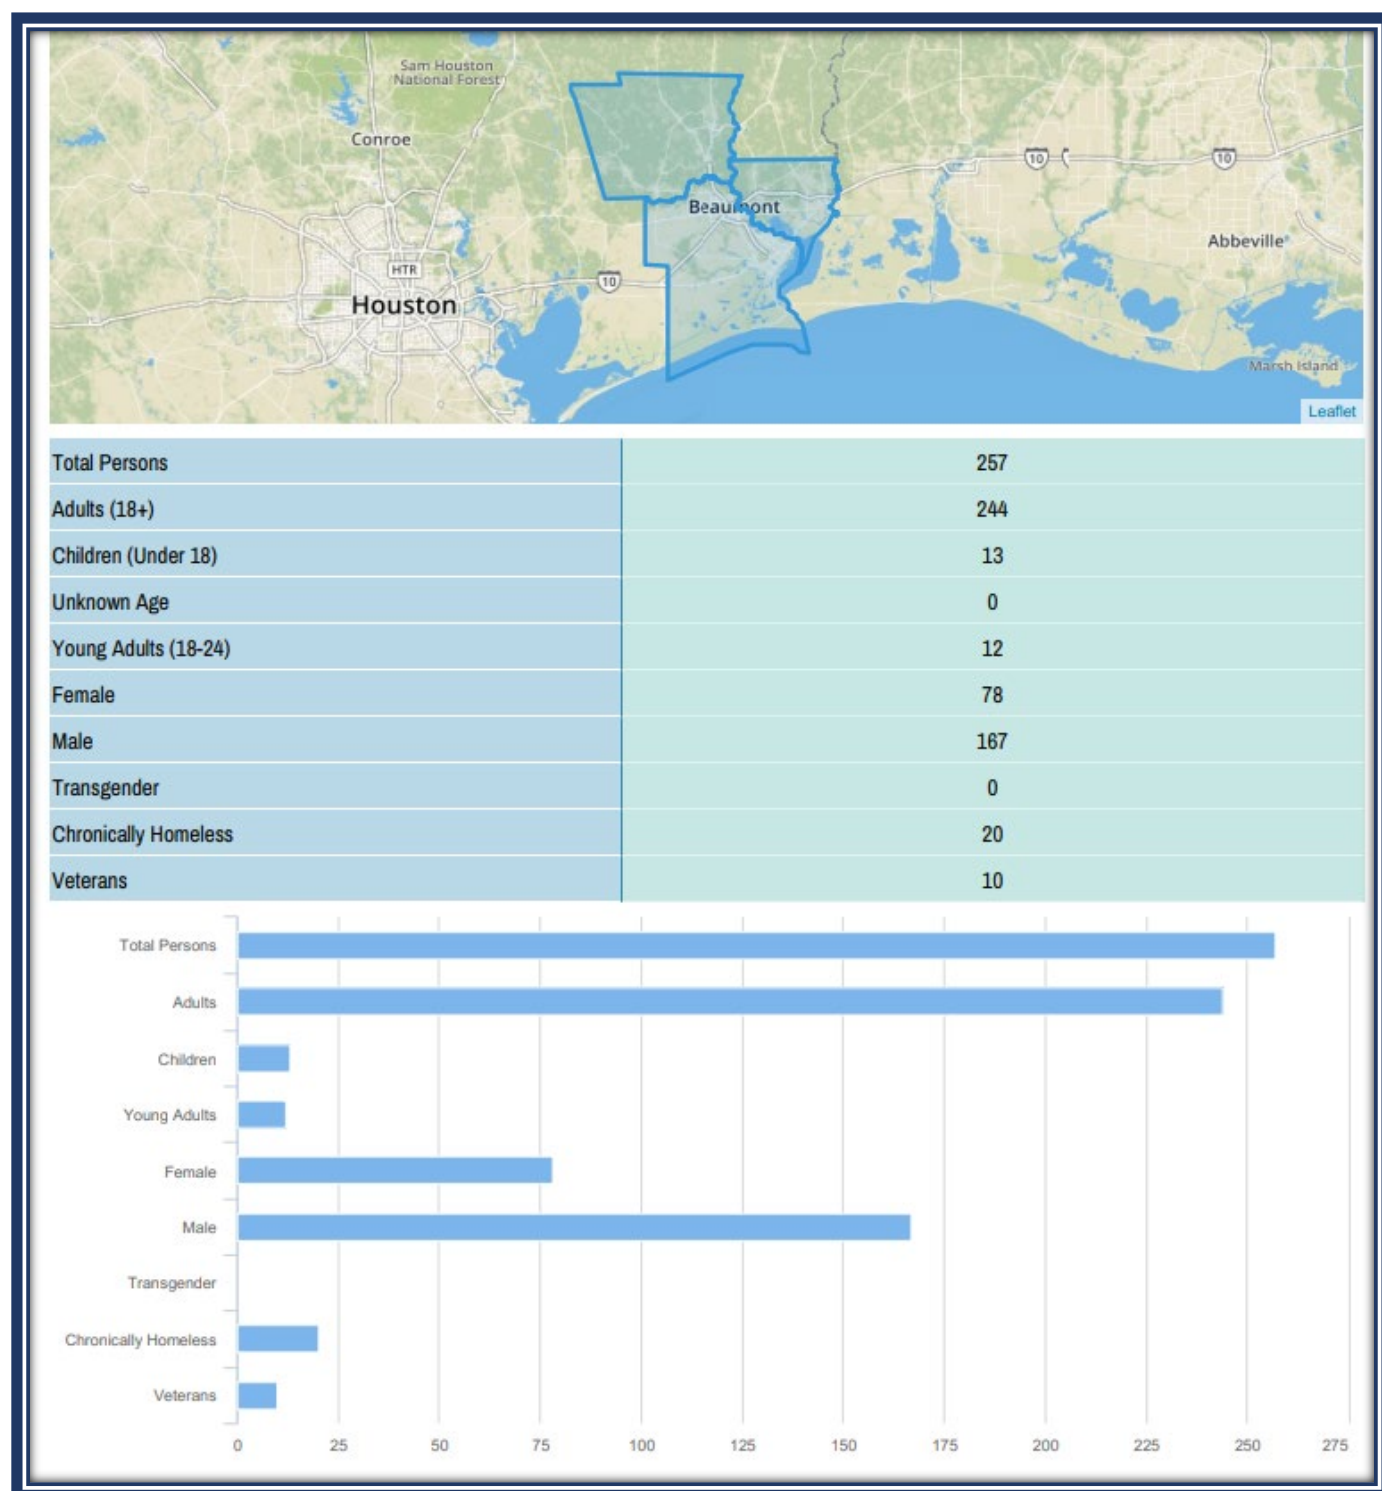 Sam Houston
National Forest
Conroe
10
10
Beaumont
Abbeville
HTR
10
Houston
Marsh Island
Leaflet
Total Persons 257
Adults (18+) 244
Children (Under 18) 13
Unknown Age 0
Young Adults (18-24) 12
Female 78
Male 167
Transgender 0
Chronically Homeless 20
Veterans 10
Total Persons
Adults
Children
Young Adults
Female
Male
Transgender
Chronically Homeless
Veterans
0 25 50 75 100 125 150 175 200 225 250 275